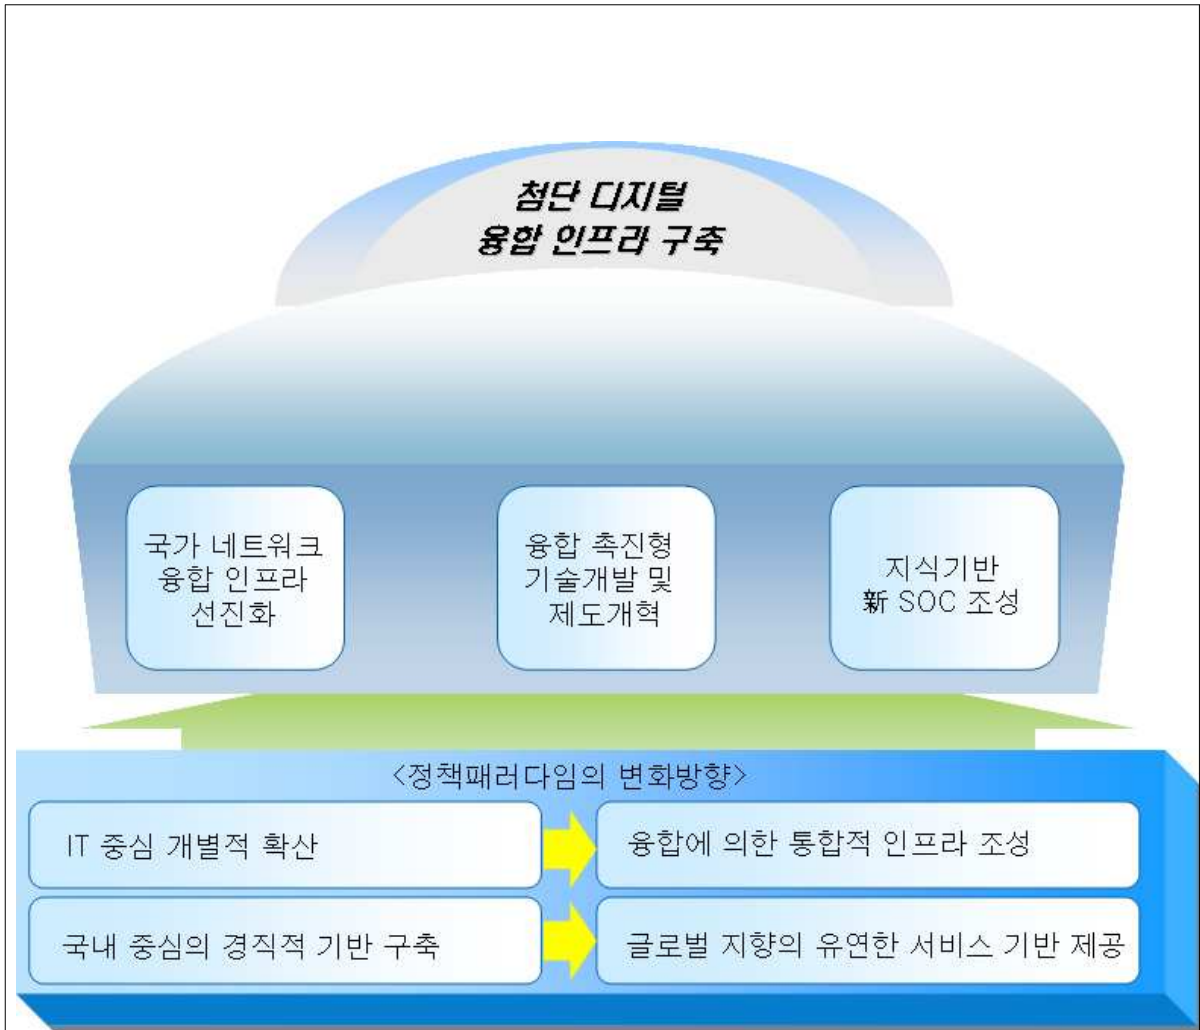 첨단 디지털
융합 인프라 구축
국가 네트워크
융합 인프라
선진화
융합 촉진형
기술개발 및
제도개혁
지식기반
新 SOC 조성
<정책패러다임의 변화방향>
IT 중심 개별적 확산
융합에 의한 통합적 인프라 조성
국내 중심의 경직적 기반 구축
글로벌 지향의 유연한 서비스 기반 제공